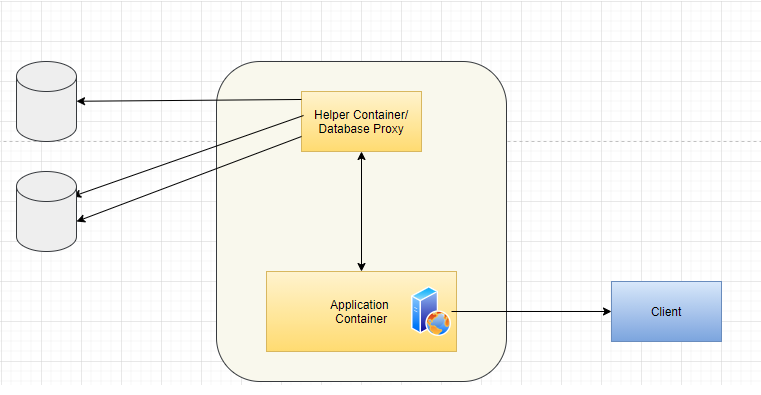 Helper Container/
Database Proxy
Application
Container
Client